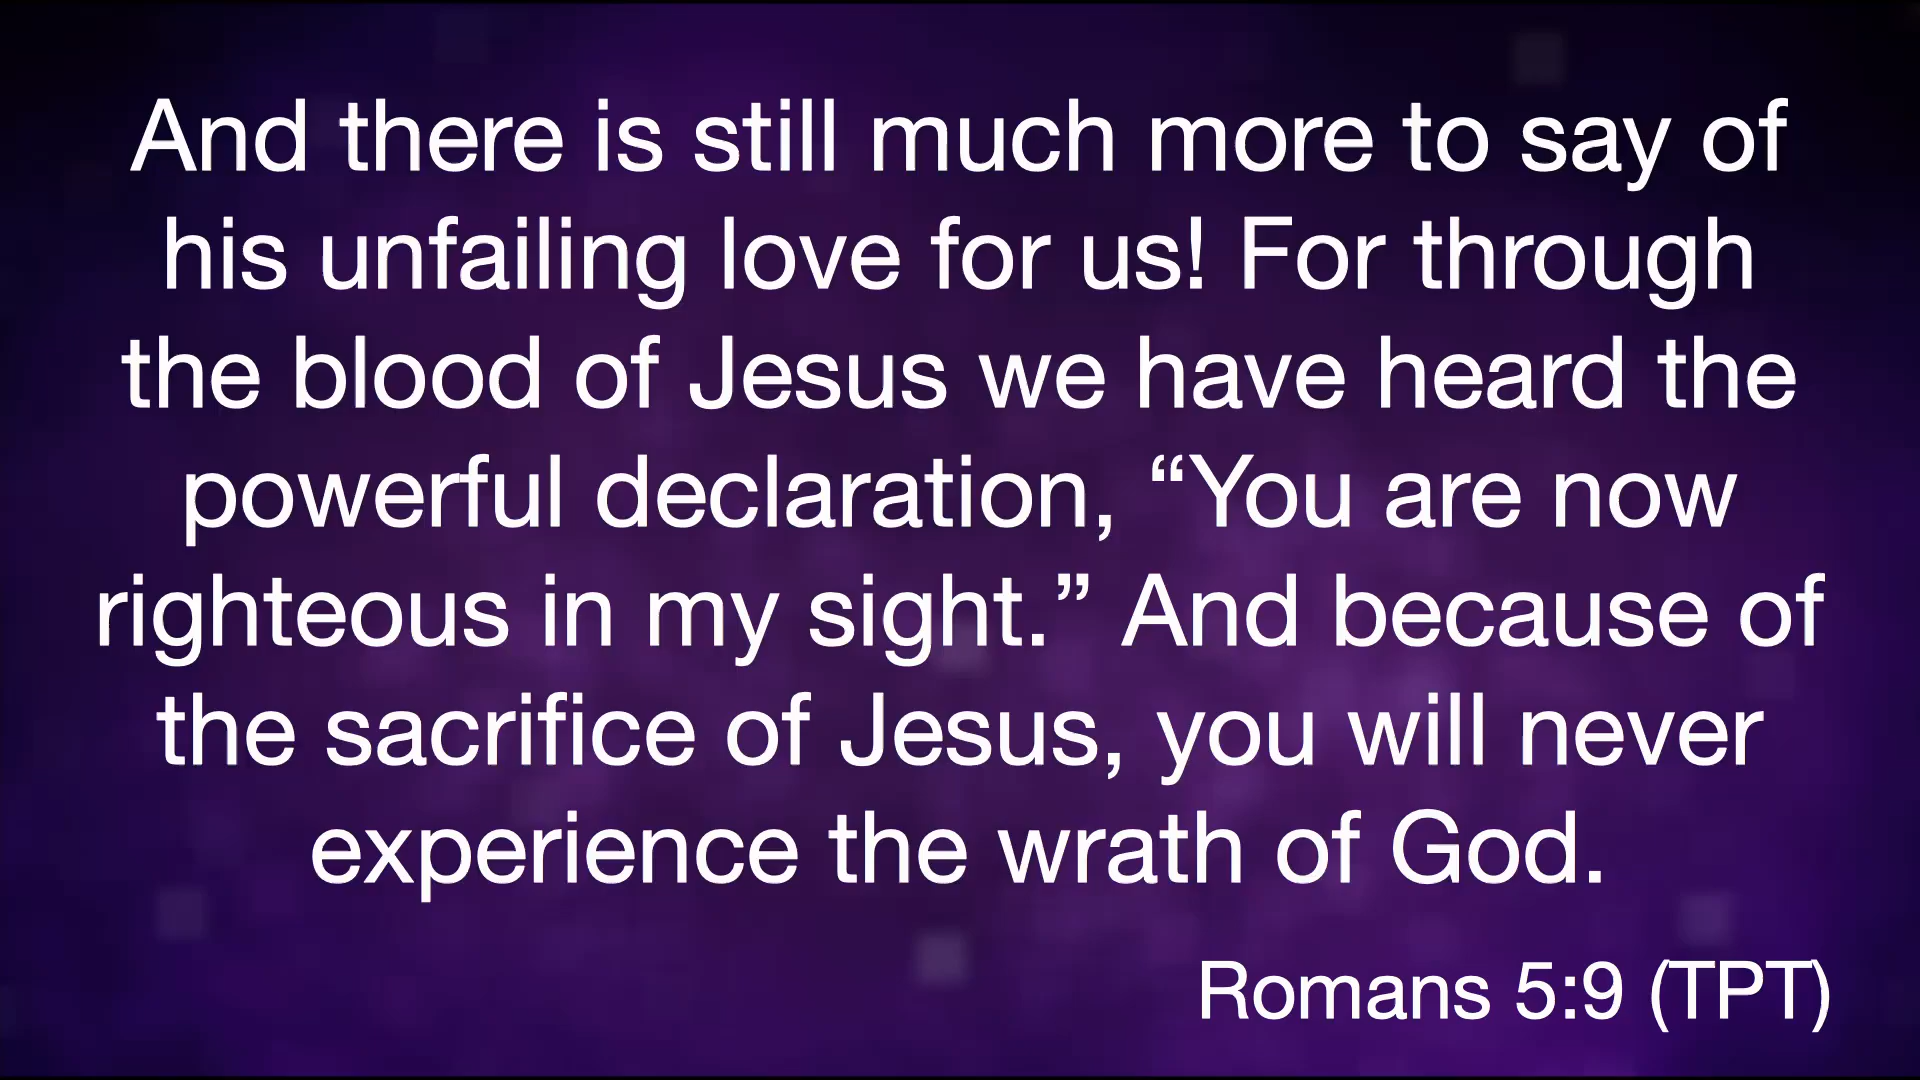 And there is still much more to say of
his unfailing love for us! For through
the blood of Jesus we have heard the
powerful declaration, “You are now
righteous in my sight.” And because of
the sacrifice of Jesus, you will never
experience the wrath of God.
Romans 5:9 (TPT)